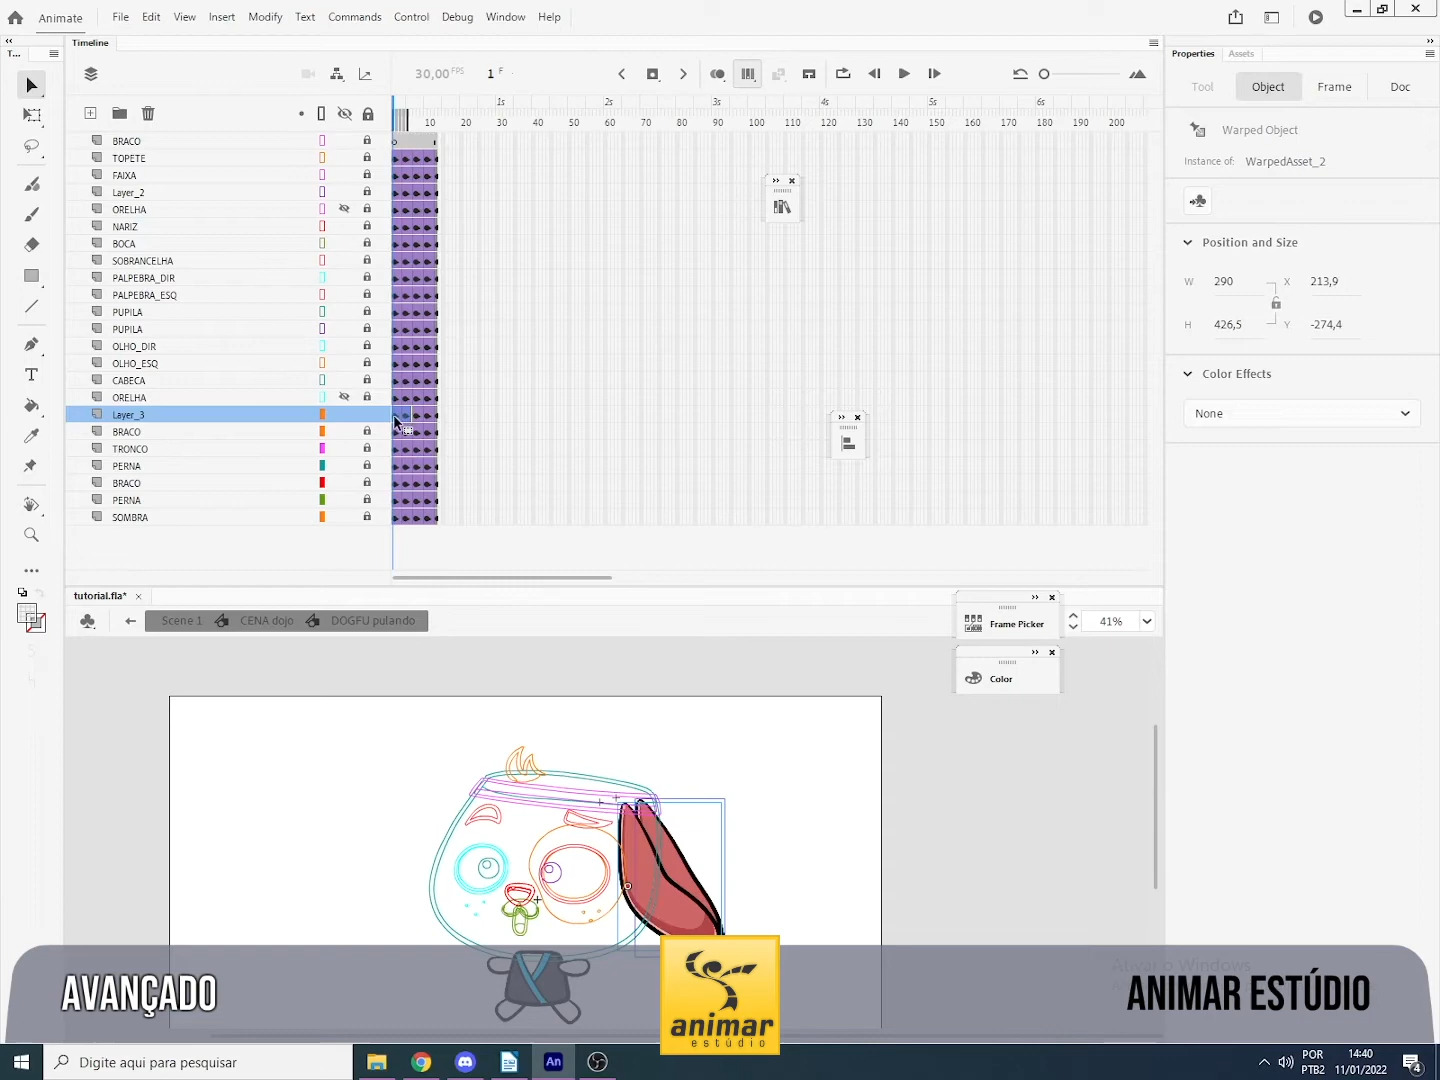 Animate
File Edit View Insert Modify Text Commands Control Debug Window Help
T...
Timeline
Properties Assets
30,00 FPS 1 F
Tool Object Frame Doc
1s 2s 3s 4s 5s 6s
10 20 30 40 50 60 70 80 90 100 110 120 130 140 150 160 170 180 190 200
BRACO
TOPETE
FAIXA
Layer_2
ORELHA
NARIZ
BOCA
SOBRANCELHA
PALPEBRA_DIR
PALPEBRA_ESQ
PUPILA
PUPILA
OLHO_DIR
OLHO_ESQ
CABECA
ORELHA
Layer_3
BRACO
TRONCO
PERNA
BRACO
PERNA
SOMBRA
Warped Object
Instance of: WarpedAsset_2
Position and Size
W 290 X 213,9
H 426,5 Y -274,4
Color Effects
None
tutorial.fla*
Scene 1 CENA dojo DOGFU pulando
Frame Picker
41%
Color
Ativar o Windows
AVANÇADO
animar
estúdio
ANIMAR ESTÚDIO
Digite aqui para pesquisar
An
POR
PTB2
14:40
11/01/2022
4